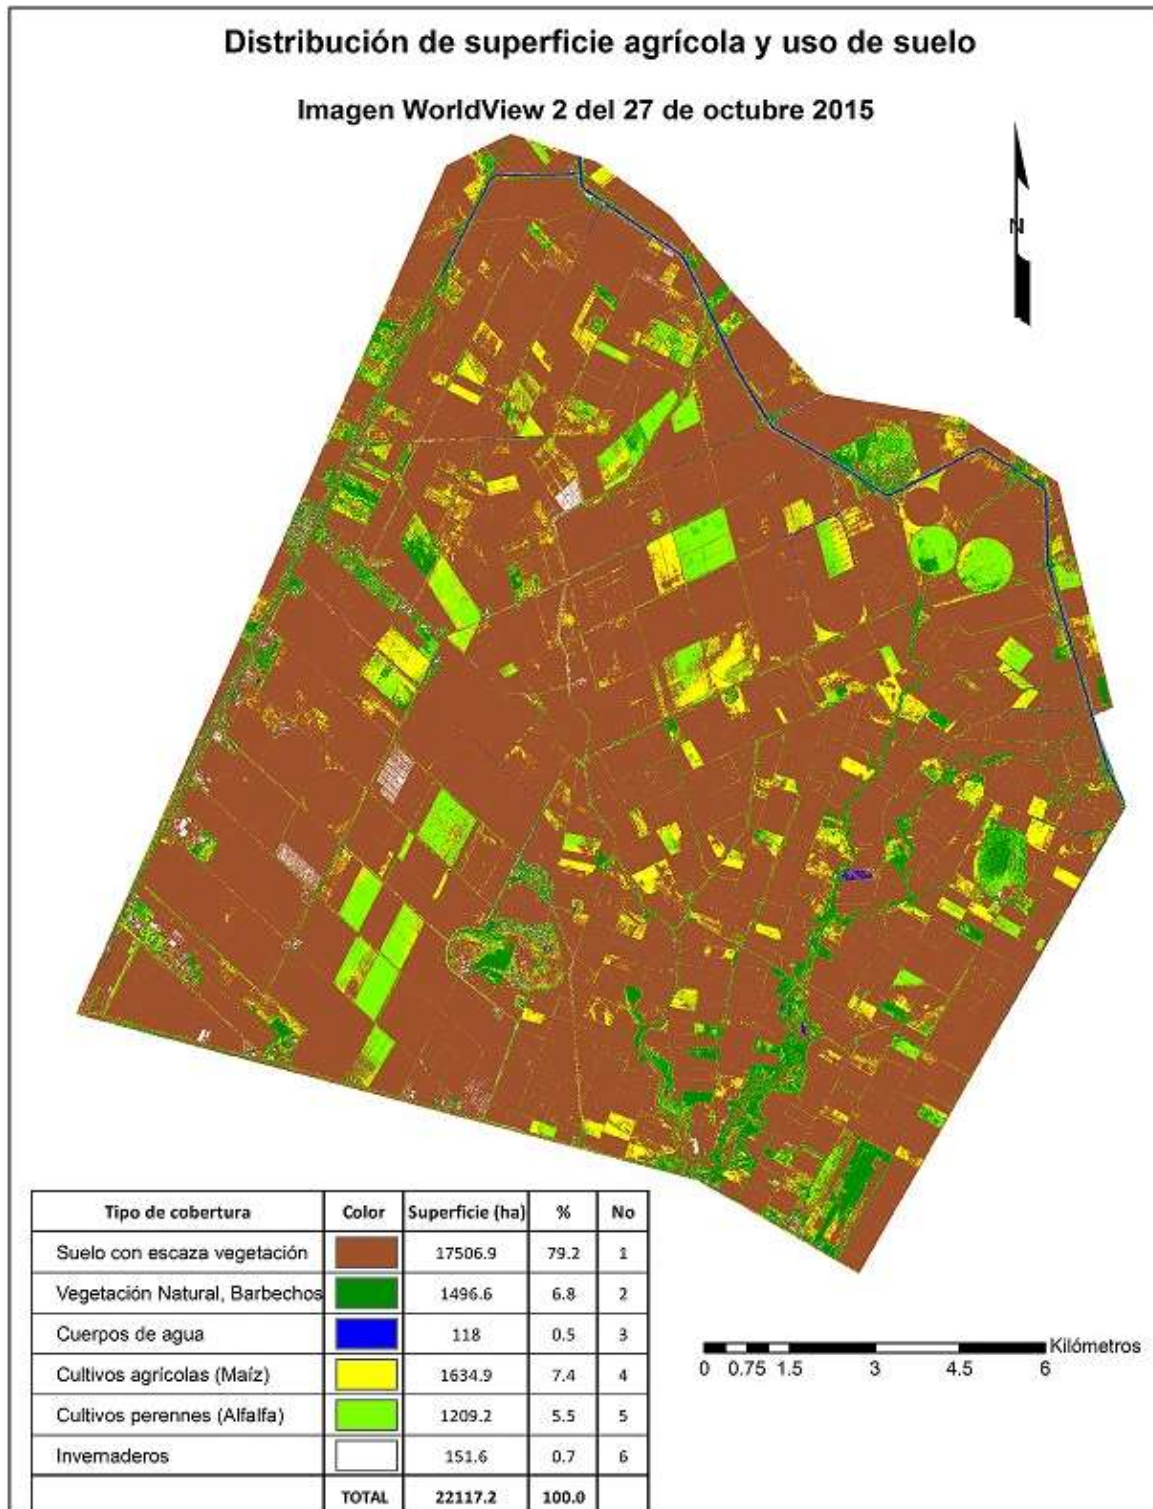 Distribución de superficie agrícola y uso de suelo
Imagen WorldView 2 del 27 de octubre 2015
N
Tipo de cobertura Color Superficie (ha) % No
Suelo con escaza vegetación 17506.9 79.2 1
Vegetación Natural, Barbechos 1496.6 6.8 2
Cuerpos de agua 118 0.5 3
Cultivos agrícolas (Maíz) 1634.9 7.4 4
Cultivos perennes (Alfalfa) 1209.2 5.5 5
Invernaderos 151.6 0.7 6
TOTAL 22117.2 100.0
Kilómetros
0 0.75 1.5 3 4.5 6